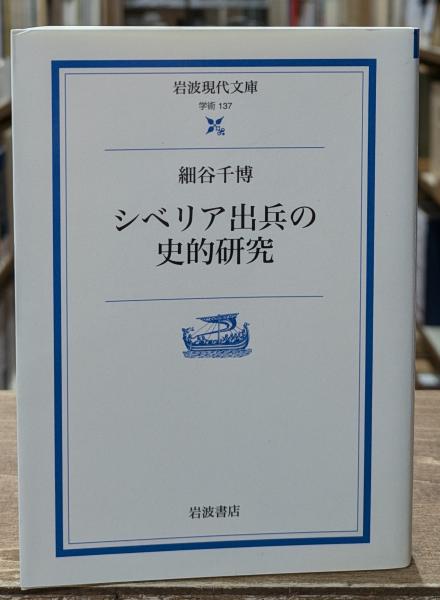 岩波現代文庫
学術 137
細谷千博
シベリア出兵の
史的研究
岩波書店